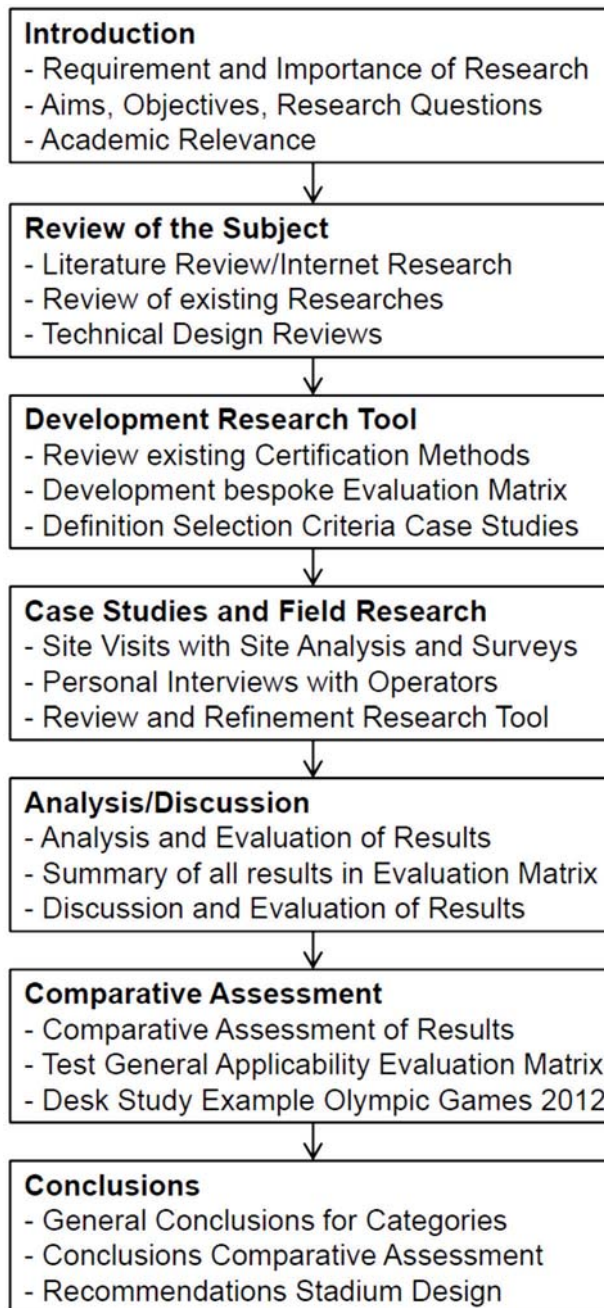 Introduction
- Requirement and Importance of Research
- Aims, Objectives, Research Questions
- Academic Relevance
Review of the Subject
- Literature Review/Internet Research
- Review of existing Researches
- Technical Design Reviews
Development Research Tool
- Review existing Certification Methods
- Development bespoke Evaluation Matrix
- Definition Selection Criteria Case Studies
Case Studies and Field Research
- Site Visits with Site Analysis and Surveys
- Personal Interviews with Operators
- Review and Refinement Research Tool
Analysis/Discussion
- Analysis and Evaluation of Results
- Summary of all results in Evaluation Matrix
- Discussion and Evaluation of Results
Comparative Assessment
- Comparative Assessment of Results
- Test General Applicability Evaluation Matrix
- Desk Study Example Olympic Games 2012
Conclusions
- General Conclusions for Categories
- Conclusions Comparative Assessment
- Recommendations Stadium Design